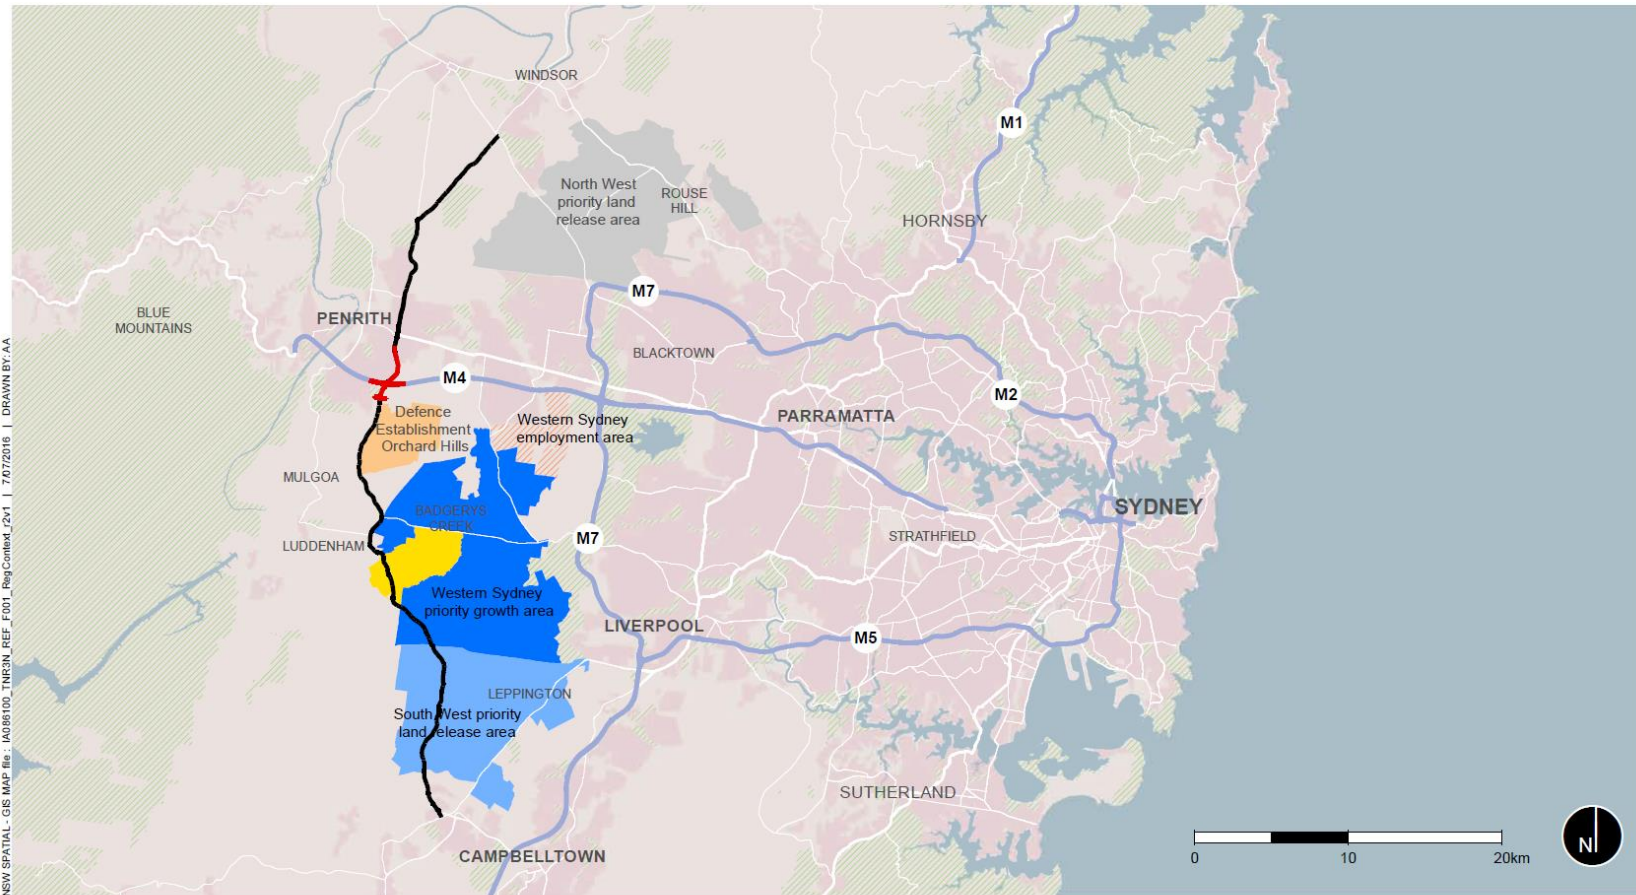 WINDSOR
M1
North West
priority land
release area
ROUSE
HILL
HORNSBY
M7
BLUE
MOUNTAINS
PENRITH
BLACKTOWN
M4
M2
Defence
Establishment
Orchard Hills
Western Sydney
employment area
PARRAMATTA
MULGOA
BADGERYS
CREEK
SYDNEY
LUDDENHAM
M7
STRATHFIELD
Western Sydney
priority growth area
LIVERPOOL
M5
LEPPINGTON
South West priority
land release area
SUTHERLAND
CAMPBELLTOWN
0 10 20km
N
NSW SPATIAL - GIS MAP file : IA086100_TNR3N_REF_F001_RegContext_r2v1 | 7/07/2016 | DRAWN BY: AA